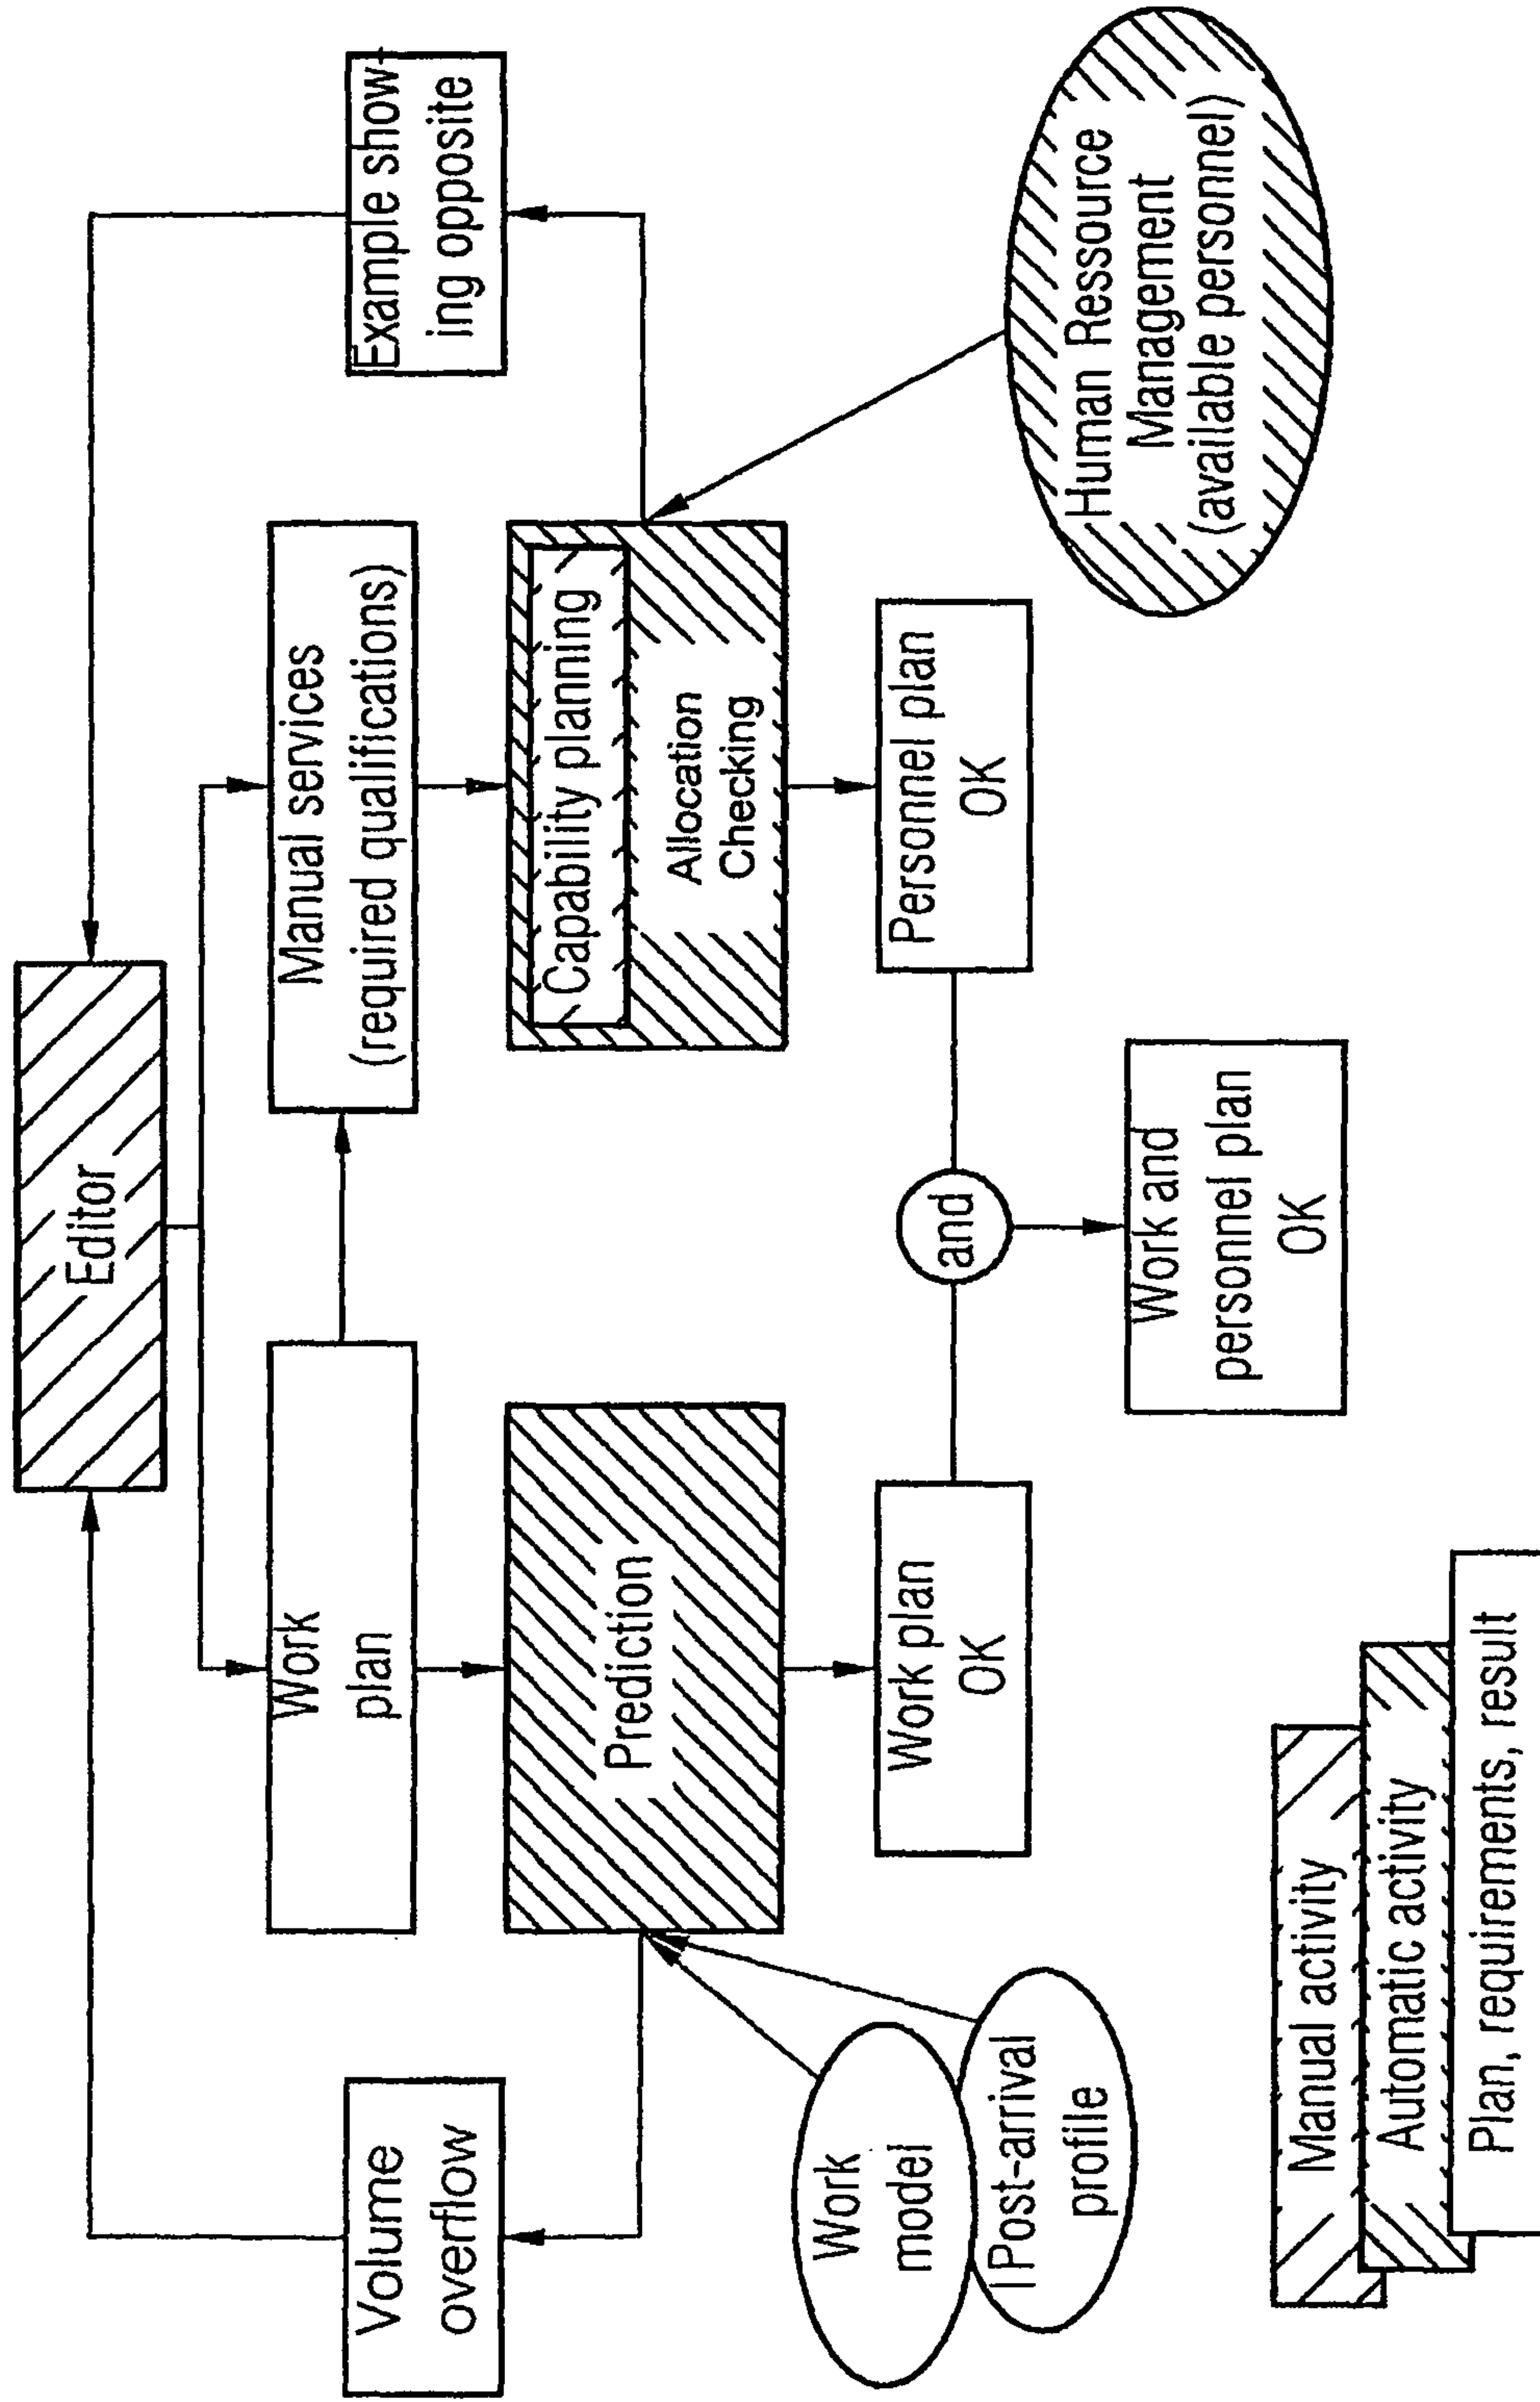 Editor
Volume
overflow
Work
plan
Manual services
(required qualifications)
Example show-
ing opposite
Prediction
Capability planning
Allocation
Checking
Work
model
Post-arrival
profile
Work plan
OK
and
Personnel plan
OK
Human Ressource
Management
(available personnel)
Work and
personnel plan
OK
Manual activity
Automatic activity
Plan, requirements, result